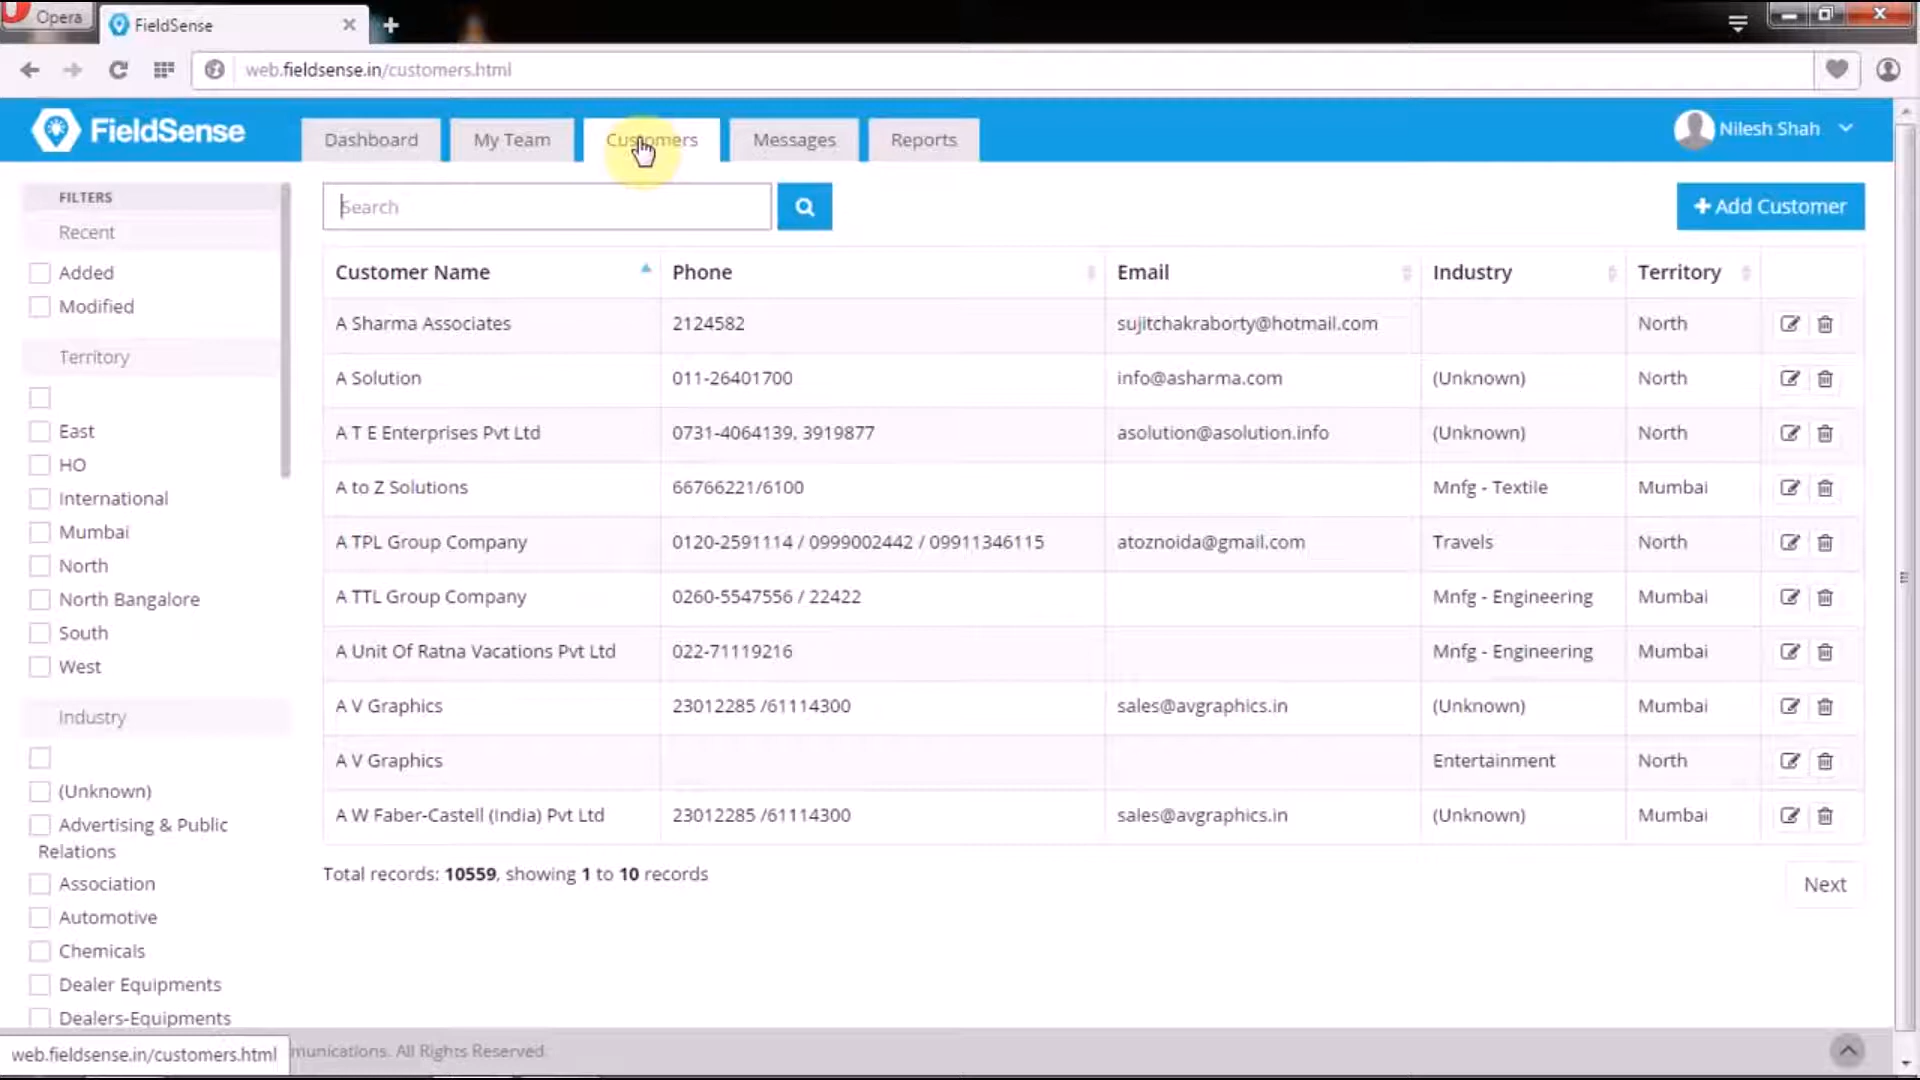 Opera
FieldSense
web.fieldsense.in/customers.html
FieldSense
Dashboard
My Team
Customers
Messages
Reports
Nilesh Shah
FILTERS
Recent
Added
Modified
Territory
East
HO
International
Mumbai
North
North Bangalore
South
West
Industry
(Unknown)
Advertising & Public
Relations
Association
Automotive
Chemicals
Dealer Equipments
Dealers-Equipments
Search
+ Add Customer
Customer Name Phone Email Industry Territory
A Sharma Associates 2124582 sujitchakraborty@hotmail.com North
A Solution 011-26401700 info@asharma.com (Unknown) North
A T E Enterprises Pvt Ltd 0731-4064139, 3919877 asolution@asolution.info (Unknown) North
A to Z Solutions 66766221/6100 Mnfg - Textile Mumbai
A TPL Group Company 0120-2591114 / 0999002442 / 09911346115 atoznoida@gmail.com Travels North
A TTL Group Company 0260-5547556 / 22422 Mnfg - Engineering Mumbai
A Unit Of Ratna Vacations Pvt Ltd 022-71119216 Mnfg - Engineering Mumbai
A V Graphics 23012285 /61114300 sales@avgraphics.in (Unknown) Mumbai
A V Graphics Entertainment North
A W Faber-Castell (India) Pvt Ltd 23012285 /61114300 sales@avgraphics.in (Unknown) Mumbai
Total records: 10559, showing 1 to 10 records
Next
web.fieldsense.in/customers.html
munications. All Rights Reserved.